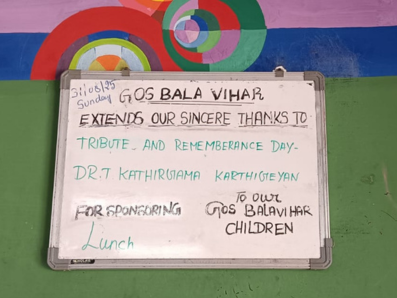 31/08/25
Sunday
GOS BALA VIHAR
EXTENDS OUR SINCERE THANKS TO
TRIBUTE AND REMEMBERANCE DAY-
DR.T KATHIRGAMA KARTHIGEYAN
FOR SPONSORING
Lunch
TO OUR
GOS BALAVIHAR
CHILDREN